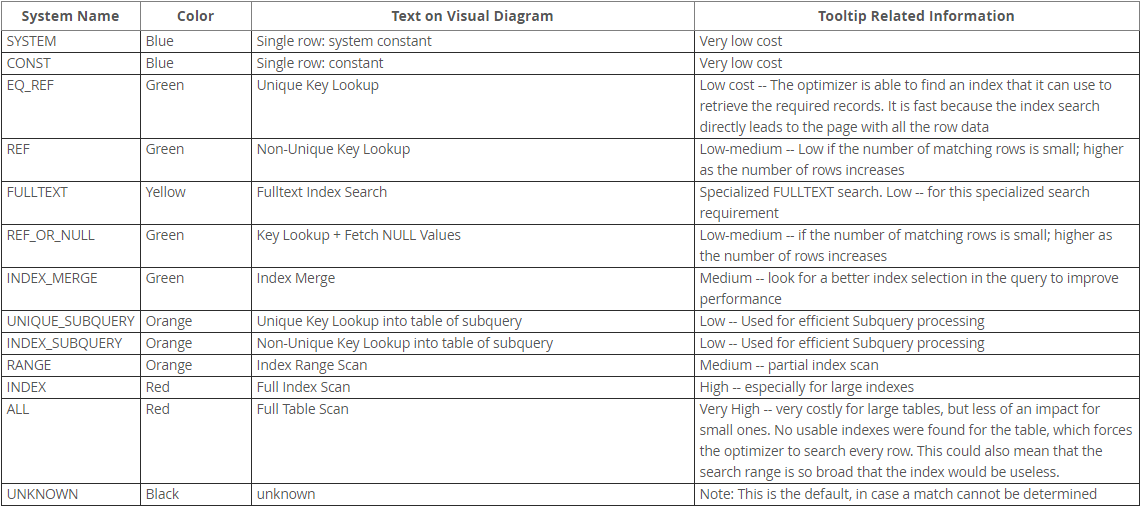 System Name Color Text on Visual Diagram Tooltip Related Information
SYSTEM Blue Single row: system constant Very low cost
CONST Blue Single row: constant Very low cost
EQ_REF Green Unique Key Lookup Low cost -- The optimizer is able to find an index that it can use to
retrieve the required records. It is fast because the index search
directly leads to the page with all the row data
REF Green Non-Unique Key Lookup Low-medium -- Low if the number of matching rows is small; higher
as the number of rows increases
FULLTEXT Yellow Fulltext Index Search Specialized FULLTEXT search. Low -- for this specialized search
requirement
REF_OR_NULL Green Key Lookup + Fetch NULL Values Low-medium -- if the number of matching rows is small; higher as
the number of rows increases
INDEX_MERGE Green Index Merge Medium -- look for a better index selection in the query to improve
performance
UNIQUE_SUBQUERY Orange Unique Key Lookup into table of subquery Low -- Used for efficient Subquery processing
INDEX_SUBQUERY Orange Non-Unique Key Lookup into table of subquery Low -- Used for efficient Subquery processing
RANGE Orange Index Range Scan Medium -- partial index scan
INDEX Red Full Index Scan High -- especially for large indexes
ALL Red Full Table Scan Very High -- very costly for large tables, but less of an impact for
small ones. No usable indexes were found for the table, which forces
the optimizer to search every row. This could also mean that the
search range is so broad that the index would be useless.
UNKNOWN Black unknown Note: This is the default, in case a match cannot be determined